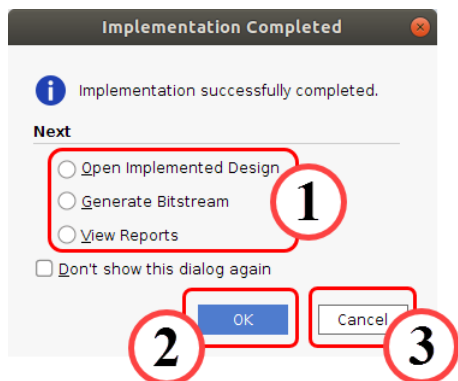 Implementation Completed
Implementation successfully completed.
Next
Open Implemented Design
Generate Bitstream
View Reports
1
Don't show this dialog again
OK
Cancel
2
3